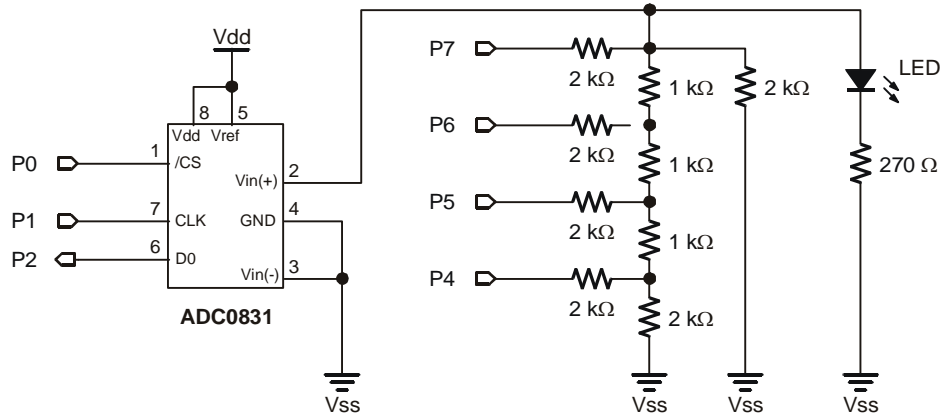 Vdd
8 5
Vdd Vref
P0 1 /CS
Vin(+) 2
P1 7 CLK
GND 4
P2 6 D0
Vin(-) 3
ADC0831
Vss
P7 2 kΩ
1 kΩ
2 kΩ
P6 2 kΩ
1 kΩ
P5 2 kΩ
1 kΩ
P4 2 kΩ
2 kΩ
Vss
Vss
LED
270 Ω
Vss